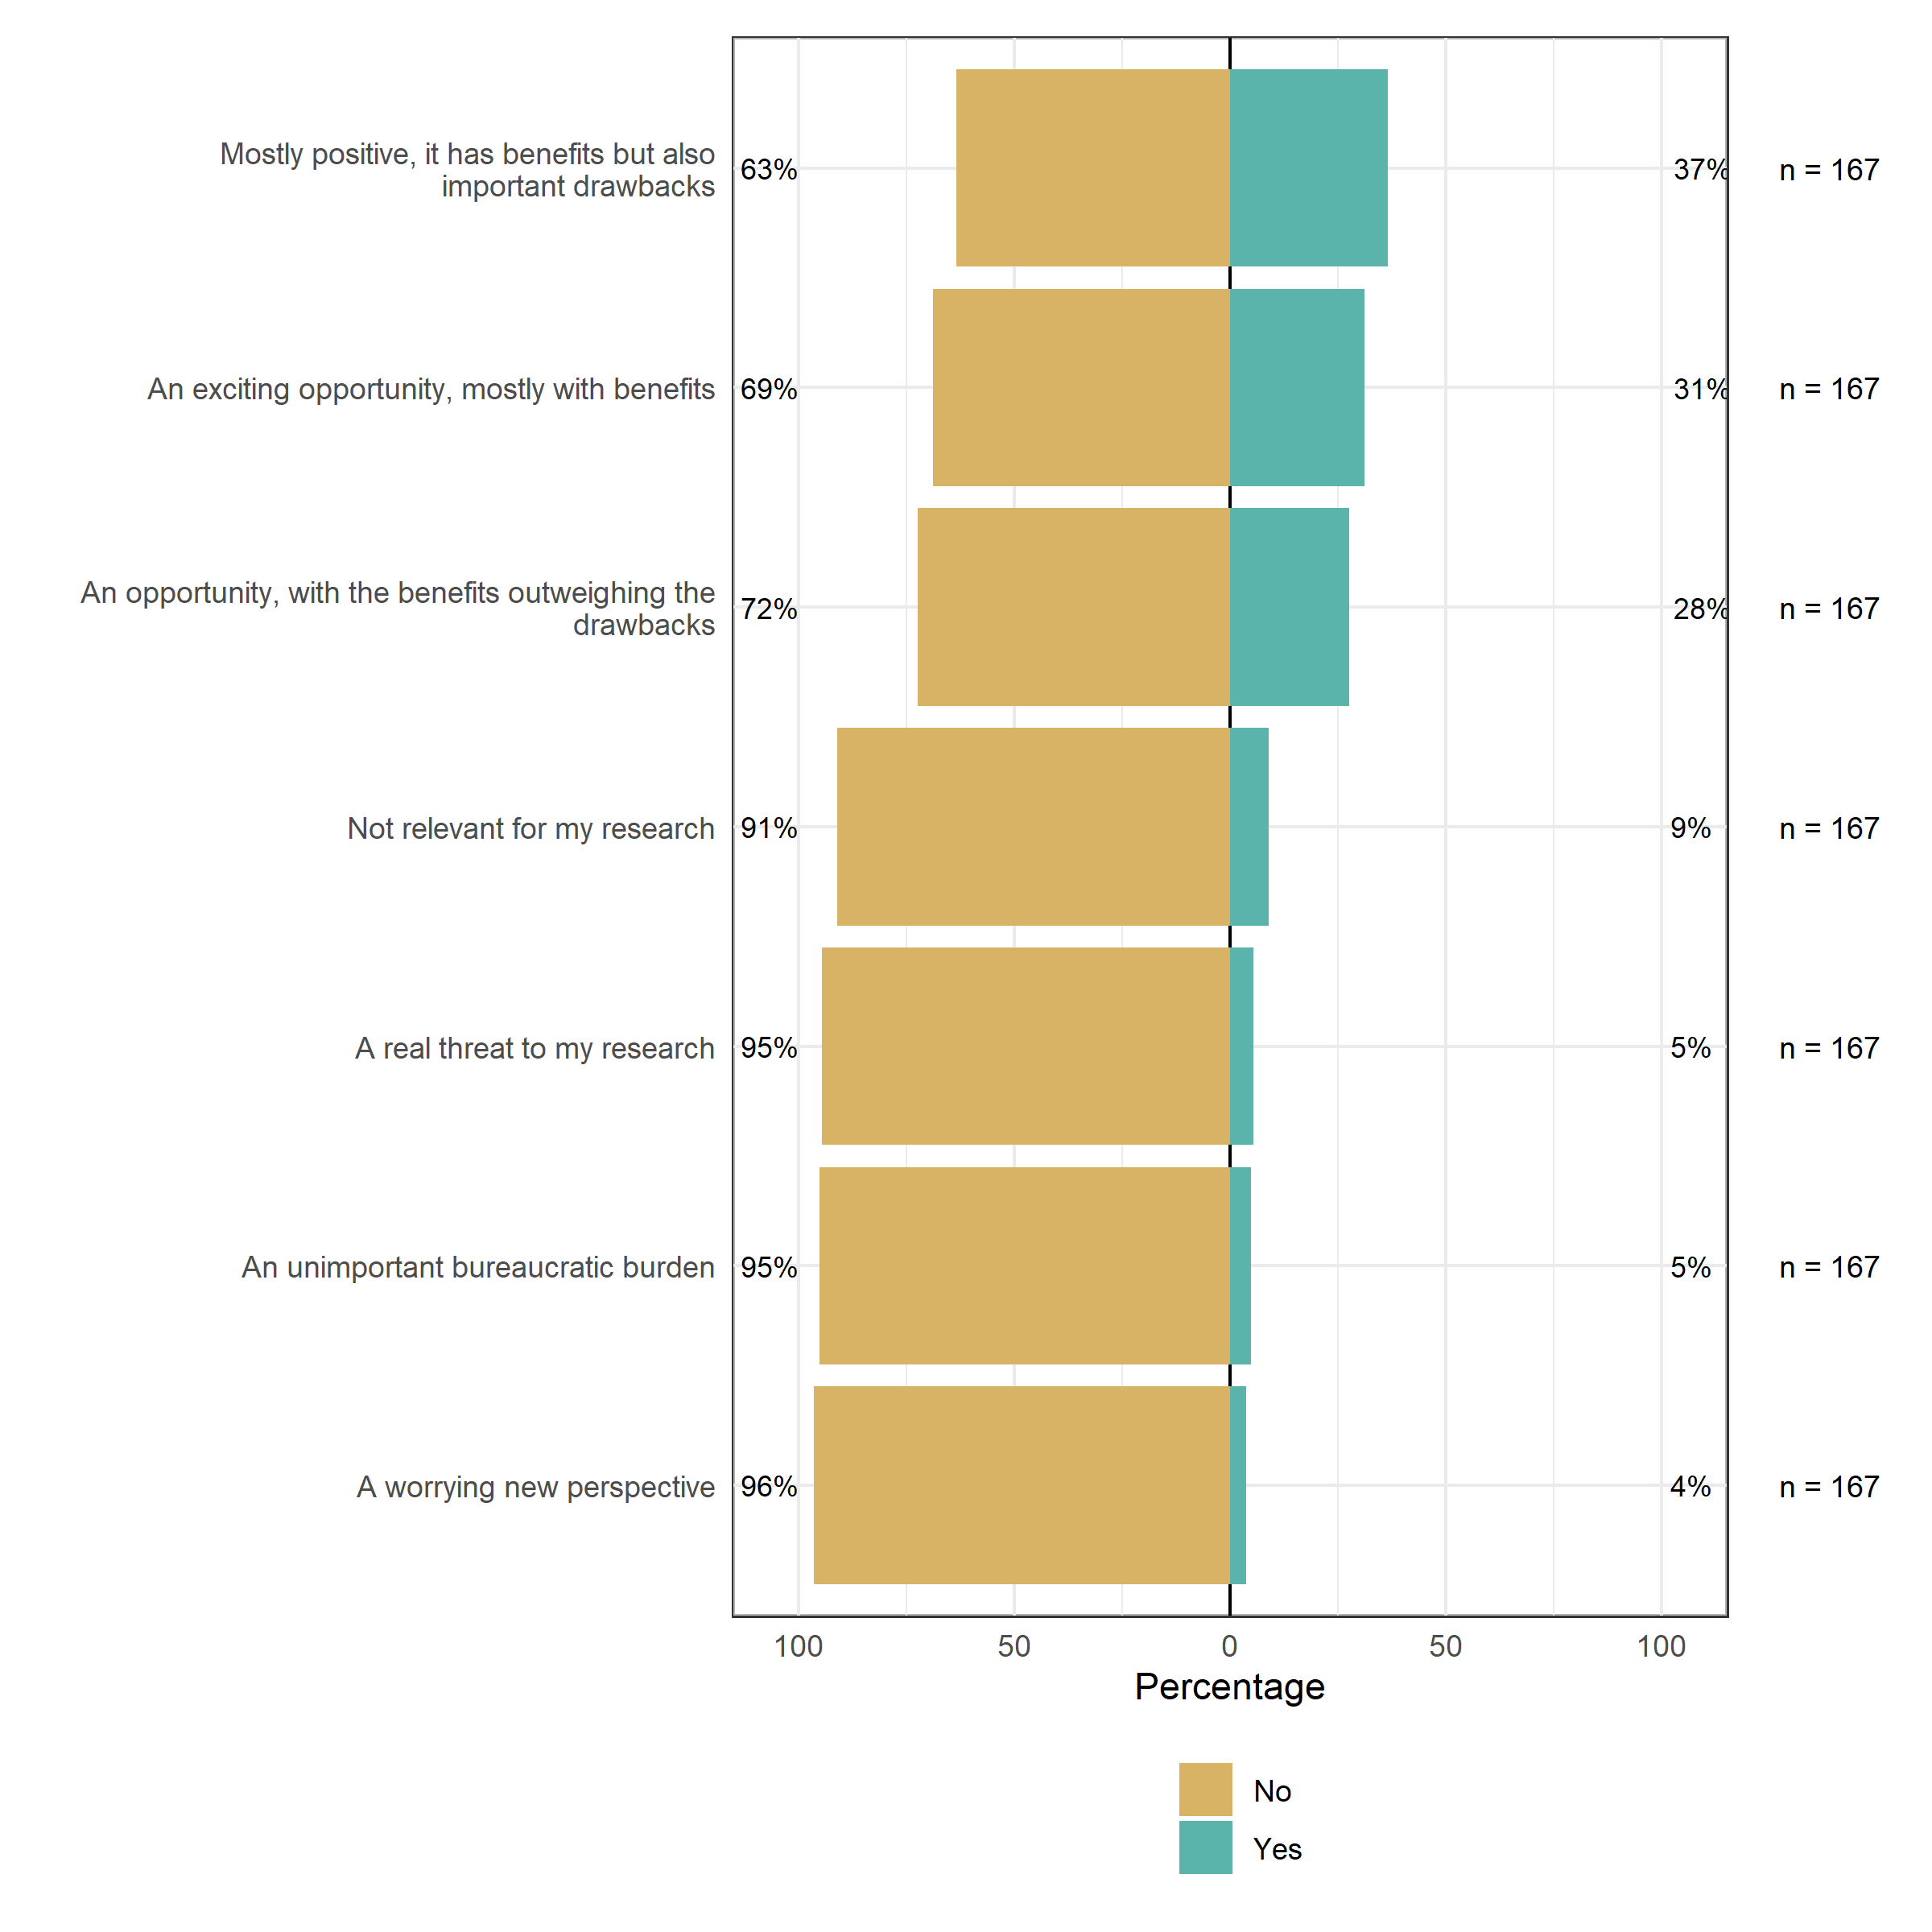 Mostly positive, it has benefits but also
important drawbacks
63%
37%
n = 167
An exciting opportunity, mostly with benefits
69%
31%
n = 167
An opportunity, with the benefits outweighing the
drawbacks
72%
28%
n = 167
Not relevant for my research
91%
9%
n = 167
A real threat to my research
95%
5%
n = 167
An unimportant bureaucratic burden
95%
5%
n = 167
A worrying new perspective
96%
4%
n = 167
100 50 0 50 100
Percentage
No
Yes